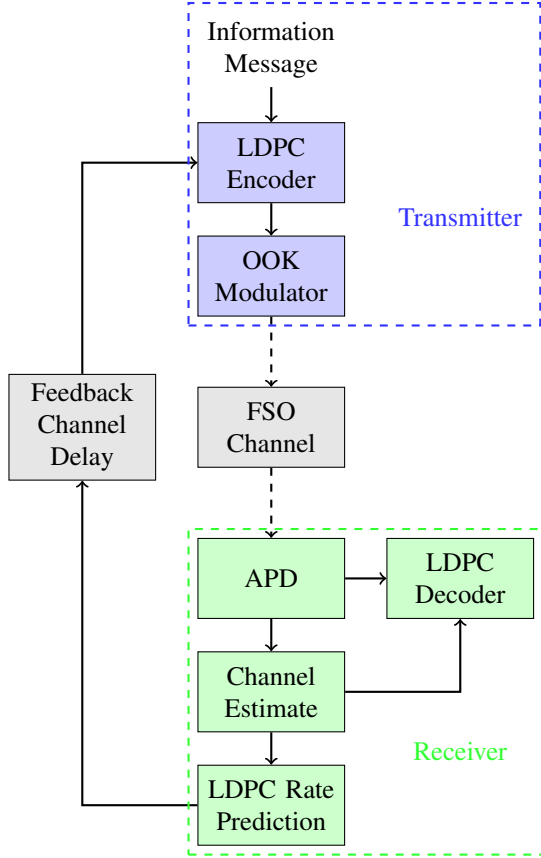 Information
Message
LDPC
Encoder
Transmitter
OOK
Modulator
Feedback
Channel
Delay
FSO
Channel
APD
LDPC
Decoder
Channel
Estimate
Receiver
LDPC Rate
Prediction